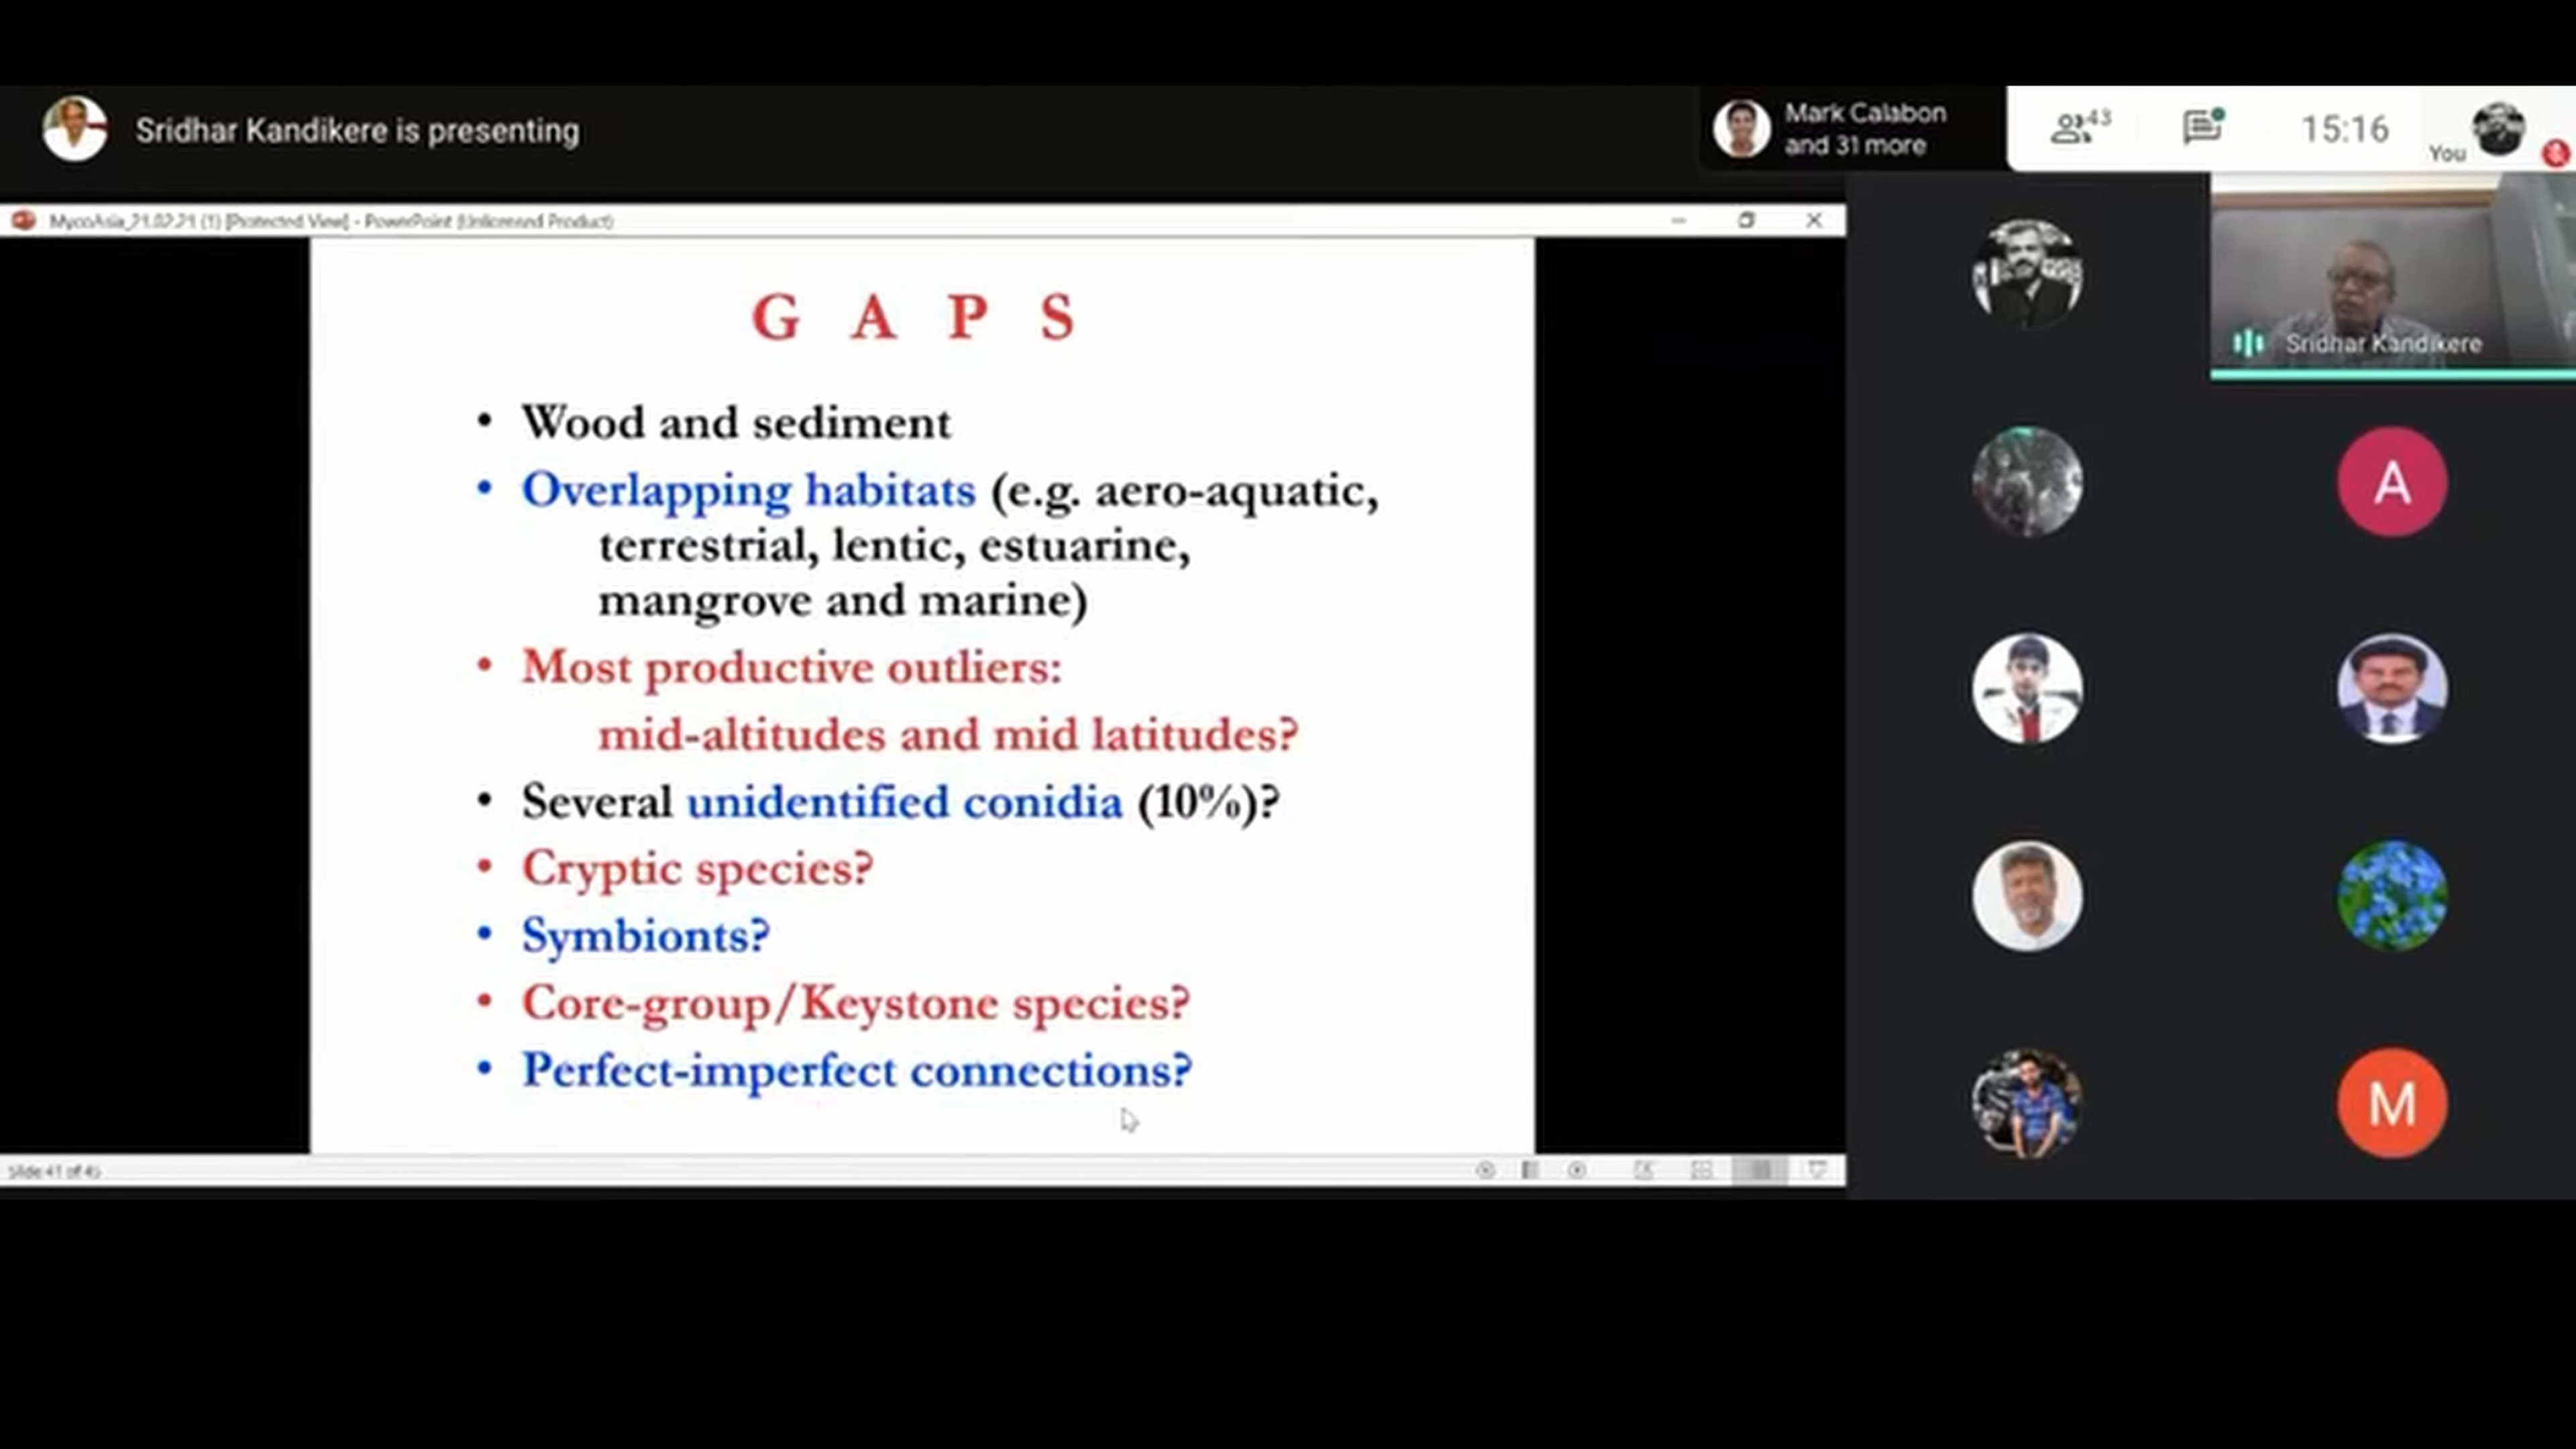 Sridhar Kandikere is presenting
Mark Calabon
and 31 more
43
15:16
You
MycoAsia_21.02.21 (1) [Protected View] - PowerPoint (Unlicensed Product)
G A P S
• Wood and sediment
• Overlapping habitats (e.g. aero-aquatic,
terrestrial, lentic, estuarine,
mangrove and marine)
• Most productive outliers:
mid-altitudes and mid latitudes?
• Several unidentified conidia (10%)?
• Cryptic species?
• Symbionts?
• Core-group/Keystone species?
• Perfect-imperfect connections?
Slide 41 of 45
Sridhar Kandikere
A
M